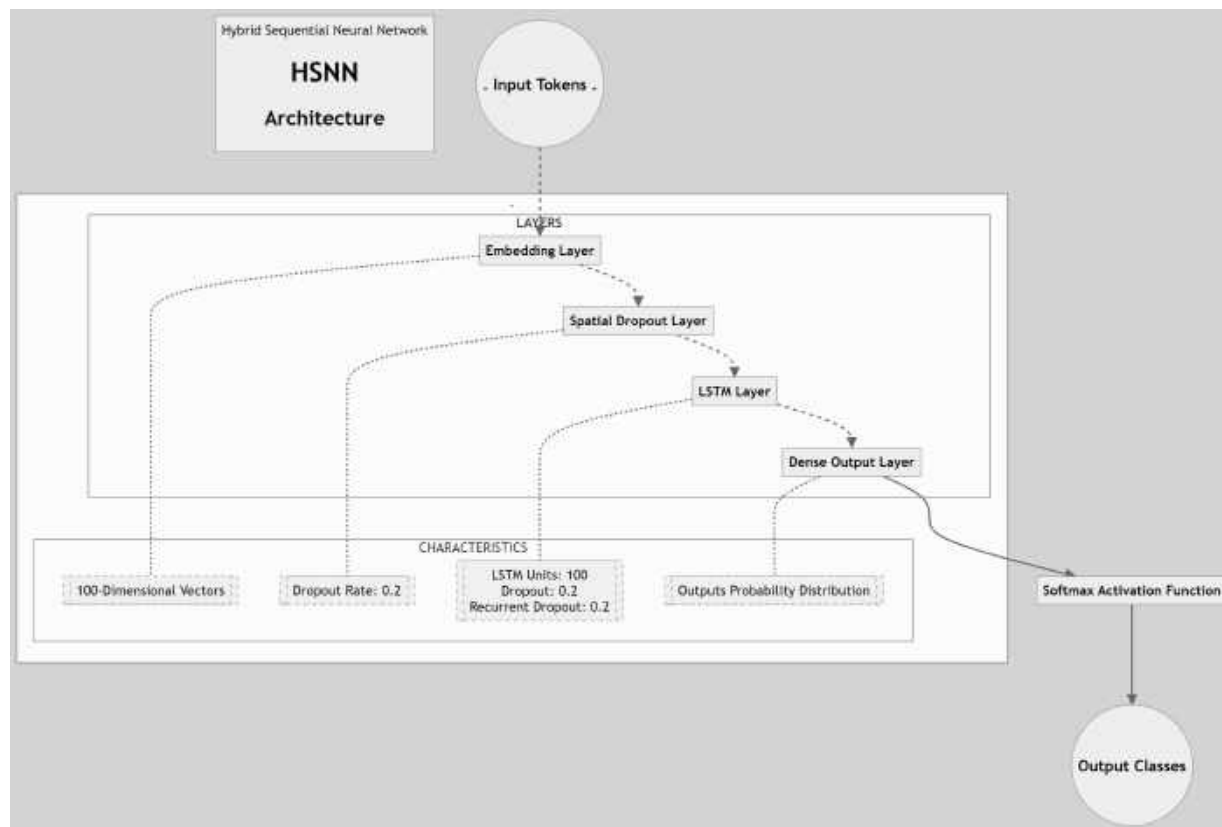 Hybrid Sequential Neural Network
HSNN
Architecture
Input Tokens
LAYERS
Embedding Layer
Spatial Dropout Layer
LSTM Layer
Dense Output Layer
CHARACTERISTICS
100-Dimensional Vectors
Dropout Rate: 0.2
LSTM Units: 100
Dropout: 0.2
Recurrent Dropout: 0.2
Outputs Probability Distribution
Softmax Activation Function
Output Classes